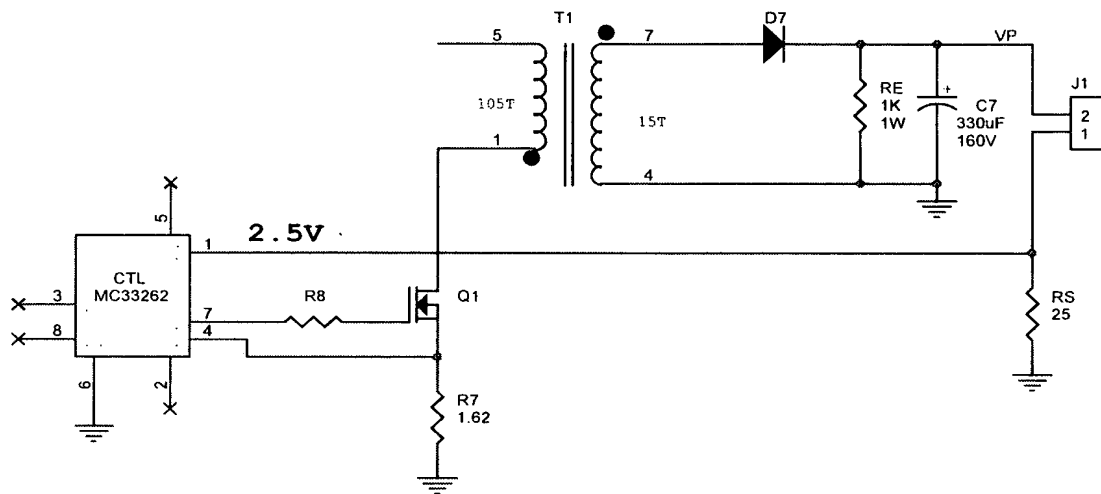 T1
D7
5
7
VP
RE
1K
1W
+
C7
330uF
160V
J1
2
1
105T
15T
1
4
5
1
2.5V
CTL
MC33262
3
8
7
4
R8
Q1
6
2
R7
1.62
RS
25